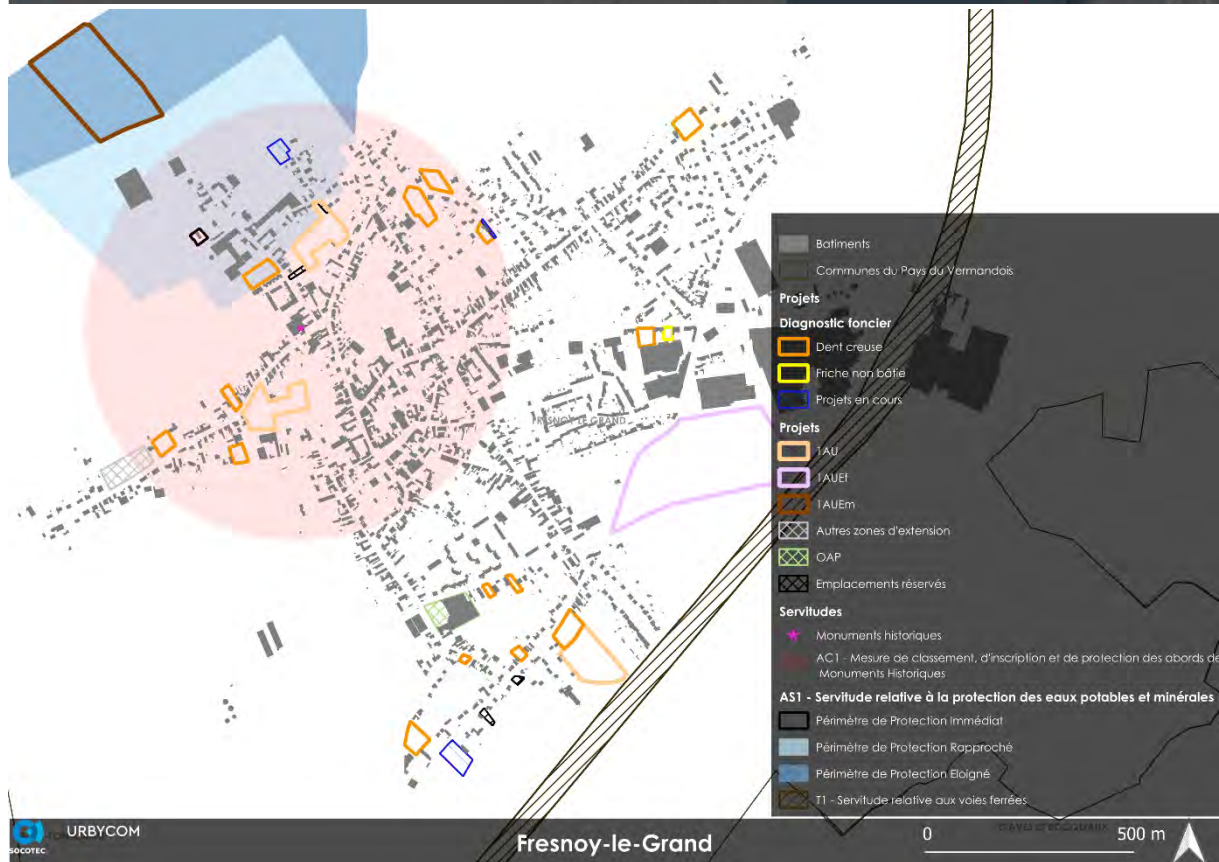 FRESNOY-LE-GRAND
Batiments
Communes du Pays du Vermandois
Projets
Diagnostic foncier
Dent creuse
Friche non bâtie
Projets en cours
Projets
1AU
1AUEf
1AUEm
Autres zones d'extension
OAP
Emplacements réservés
Servitudes
Monuments historiques
AC1 - Mesure de classement, d'inscription et de protection des abords de
Monuments Historiques
AS1 - Servitude relative à la protection des eaux potables et minérales
Périmètre de Protection Immédiat
Périmètre de Protection Rapproché
Périmètre de Protection Eloigné
T1 - Servitude relative aux voies ferrées
SOCOTEC
URBYCOM
Fresnoy-le-Grand
0
500 m